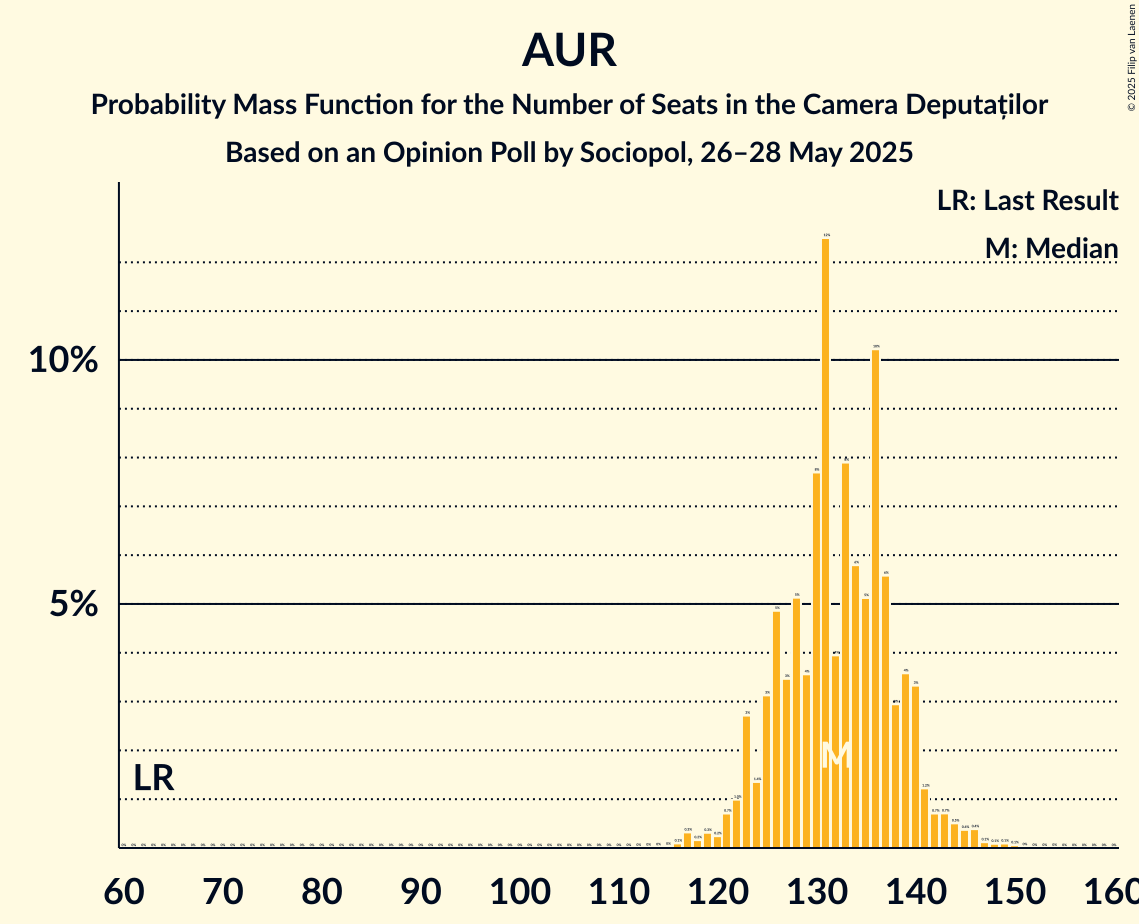 AUR
Probability Mass Function for the Number of Seats in the Camera Deputaților
Based on an Opinion Poll by Sociopol, 26–28 May 2025
© 2025 Filip van Laenen
LR: Last Result
M: Median
10%
5%
LR
M
60 70 80 90 100 110 120 130 140 150 160